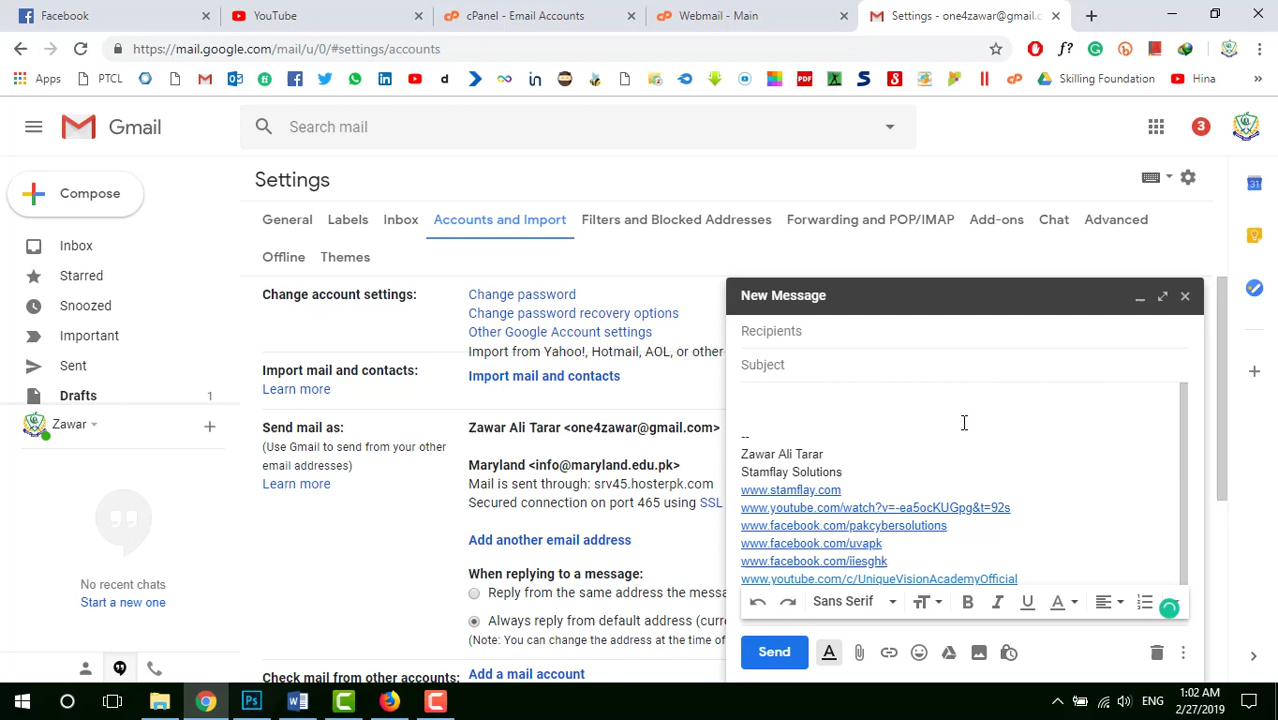 Facebook
YouTube
cPanel - Email Accounts
Webmail - Main
Settings - one4zawar@gmail.c
https://mail.google.com/mail/u/0/#settings/accounts
f?
Apps
PTCL
d
in
PDF
Skilling Foundation
Hina
Gmail
Search mail
3
Compose
Settings
31
General
Labels
Inbox
Accounts and Import
Filters and Blocked Addresses
Forwarding and POP/IMAP
Add-ons
Chat
Advanced
Offline
Themes
Inbox
Starred
Snoozed
Important
Sent
Drafts
1
Zawar
No recent chats
Start a new one
Change account settings:
Change password
Change password recovery options
Other Google Account settings
Import from Yahoo!, Hotmail, AOL, or other
Import mail and contacts:
Learn more
Import mail and contacts
Send mail as:
(Use Gmail to send from your other
email addresses)
Learn more
Zawar Ali Tarar <one4zawar@gmail.com>
Maryland <info@maryland.edu.pk>
Mail is sent through: srv45.hosterpk.com
Secured connection on port 465 using SSL
Add another email address
When replying to a message:
Reply from the same address the messa
Always reply from default address (curr
(Note: You can change the address at the time of
Check mail from other accounts:
Add a mail account
New Message
Recipients
Subject
--
Zawar Ali Tarar
Stamflay Solutions
www.stamflay.com
www.youtube.com/watch?v=-ea5ocKUGpg&t=92s
www.facebook.com/pakcybersolutions
www.facebook.com/uvapk
www.facebook.com/iiesghk
www.youtube.com/c/UniqueVisionAcademyOfficial
Sans Serif
Send
ENG
1:02 AM
2/27/2019